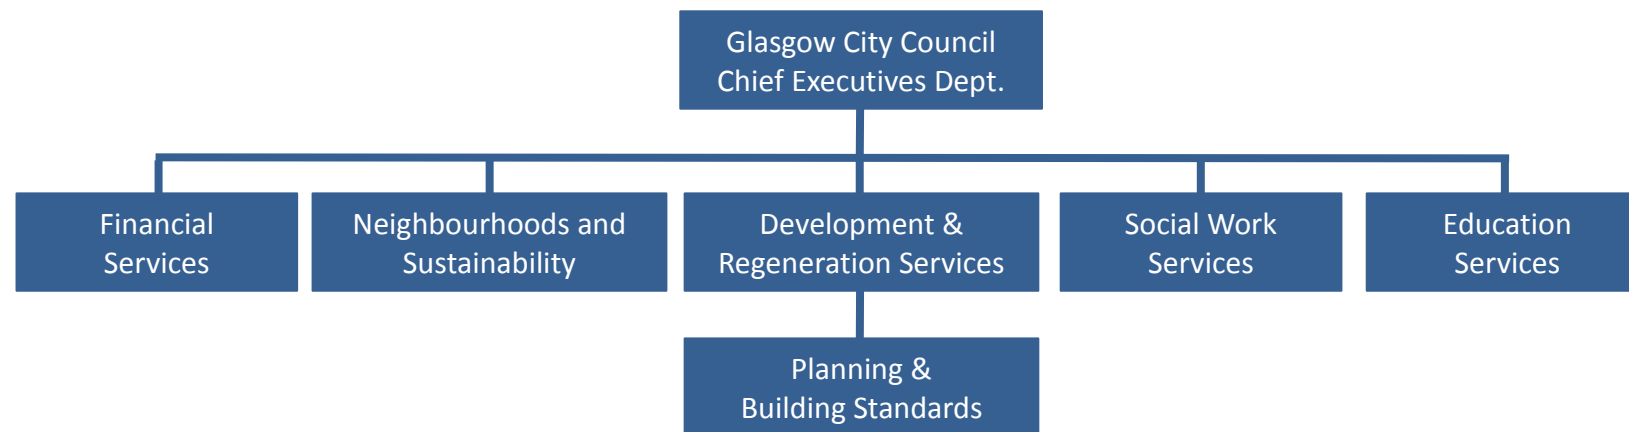 Glasgow City Council
Chief Executives Dept.
Financial
Services
Neighbourhoods and
Sustainability
Development &
Regeneration Services
Social Work
Services
Education
Services
Planning &
Building Standards